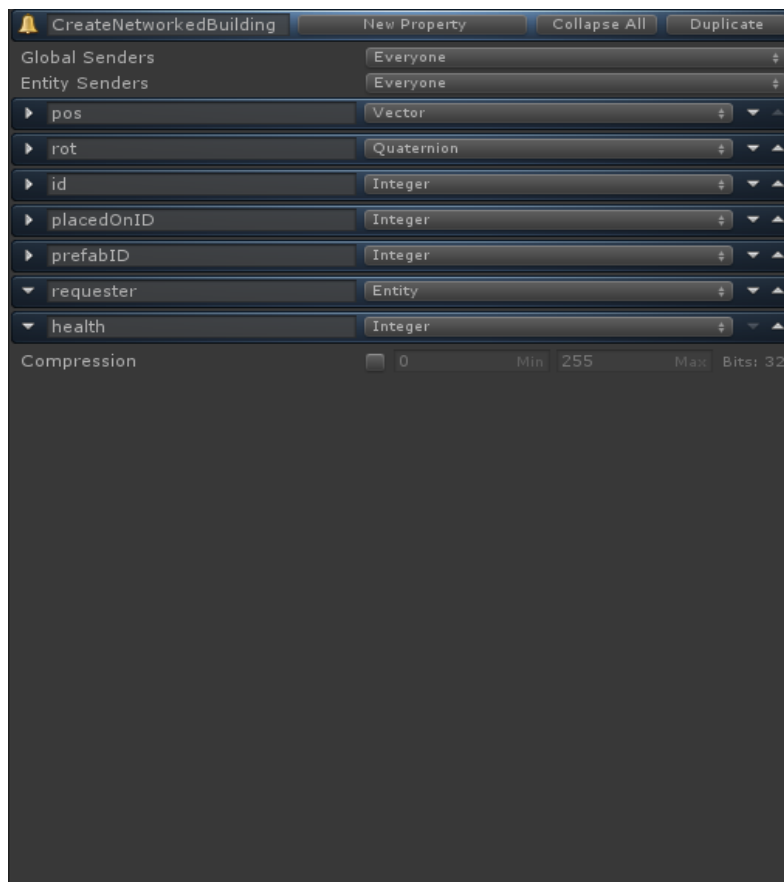 CreateNetworkedBuilding New Property Collapse All Duplicate
Global Senders Everyone
Entity Senders Everyone
pos Vector
rot Quaternion
id Integer
placedOnID Integer
prefabID Integer
requester Entity
health Integer
Compression 0 Min 255 Max Bits: 32